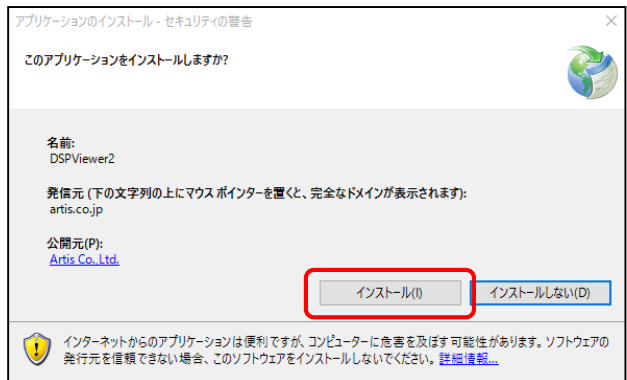 アプリケーションのインストール - セキュリティの警告
このアプリケーションをインストールしますか?
名前:
DSPViewer2
発信元 (下の文字列の上にマウス ポインターを置くと、完全なドメインが表示されます):
artis.co.jp
公開元(P):
Artis Co.,Ltd.
インストール(I)
インストールしない(D)
インターネットからのアプリケーションは便利ですが、コンピューターに危害を及ぼす可能性があります。ソフトウェアの
発行元を信頼できない場合、このソフトウェアをインストールしないでください。詳細情報...